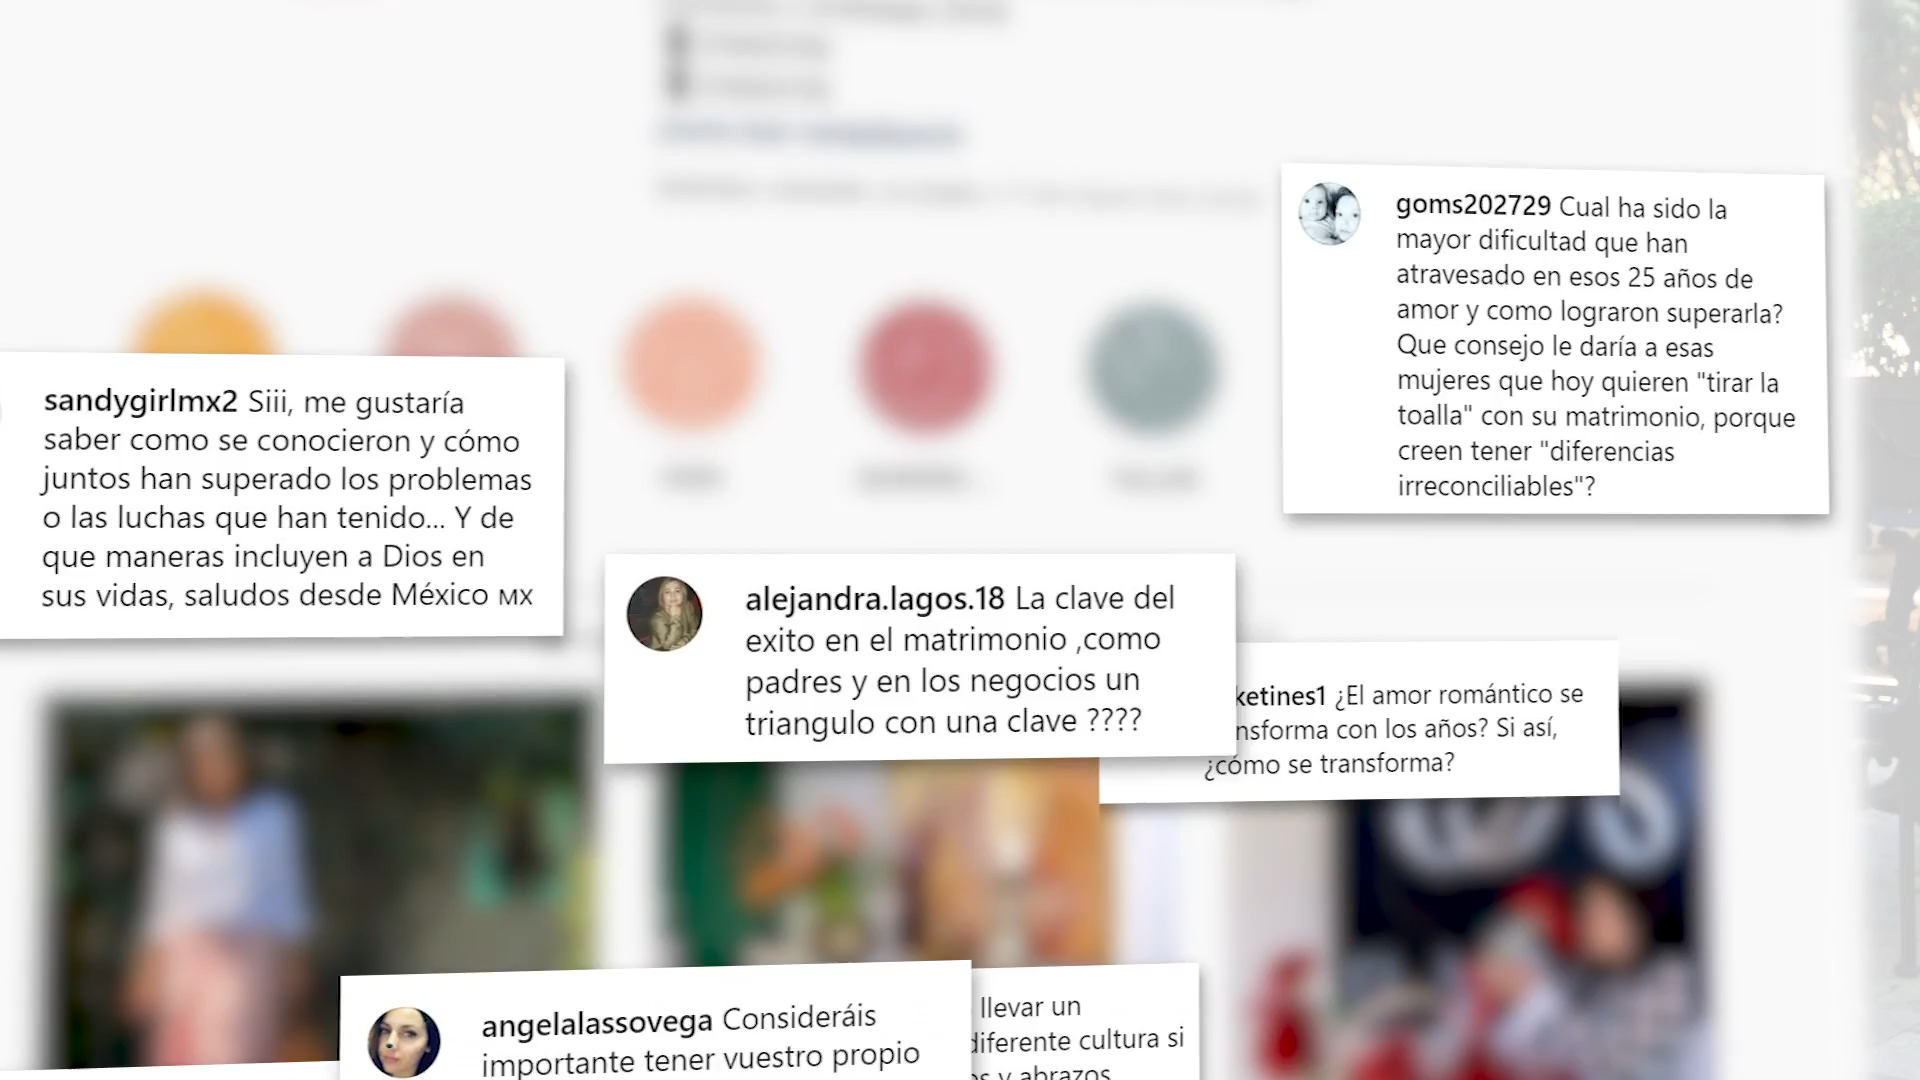 goms202729 Cual ha sido la
mayor dificultad que han
atravesado en esos 25 años de
amor y como lograron superarla?
Que consejo le daría a esas
mujeres que hoy quieren "tirar la
toalla" con su matrimonio, porque
creen tener "diferencias
irreconciliables"?
sandygirlmx2 Siii, me gustaría
saber como se conocieron y cómo
juntos han superado los problemas
o las luchas que han tenido... Y de
que maneras incluyen a Dios en
sus vidas, saludos desde México MX
alejandra.lagos.18 La clave del
exito en el matrimonio ,como
padres y en los negocios un
triangulo con una clave ????
ketines1 ¿El amor romántico se
nsforma con los años? Si así,
¿cómo se transforma?
angelalassovega Consideráis
importante tener vuestro propio
llevar un
diferente cultura si
y abrazos